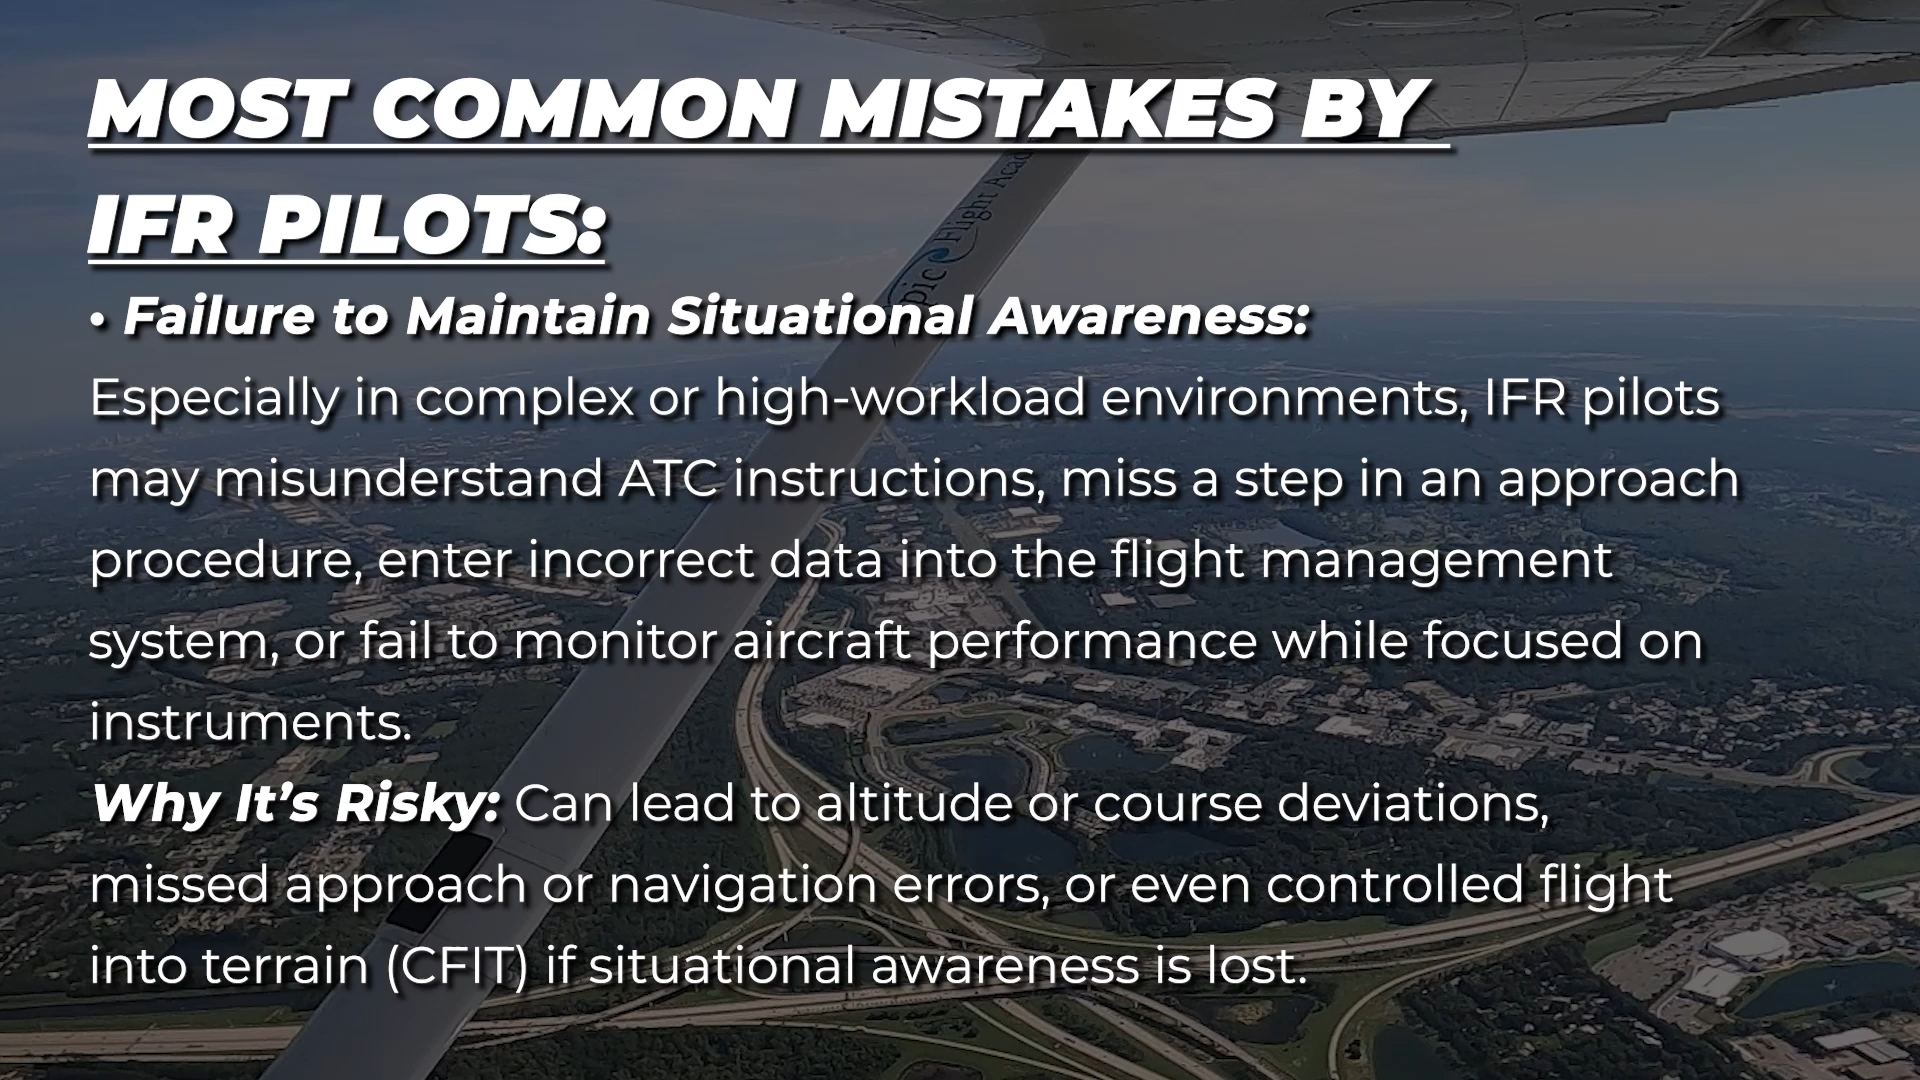 MOST COMMON MISTAKES BY
IFR PILOTS:
• Failure to Maintain Situational Awareness:
Especially in complex or high-workload environments, IFR pilots
may misunderstand ATC instructions, miss a step in an approach
procedure, enter incorrect data into the flight management
system, or fail to monitor aircraft performance while focused on
instruments.
Why It’s Risky: Can lead to altitude or course deviations,
missed approach or navigation errors, or even controlled flight
into terrain (CFIT) if situational awareness is lost.
pic Flight Acad